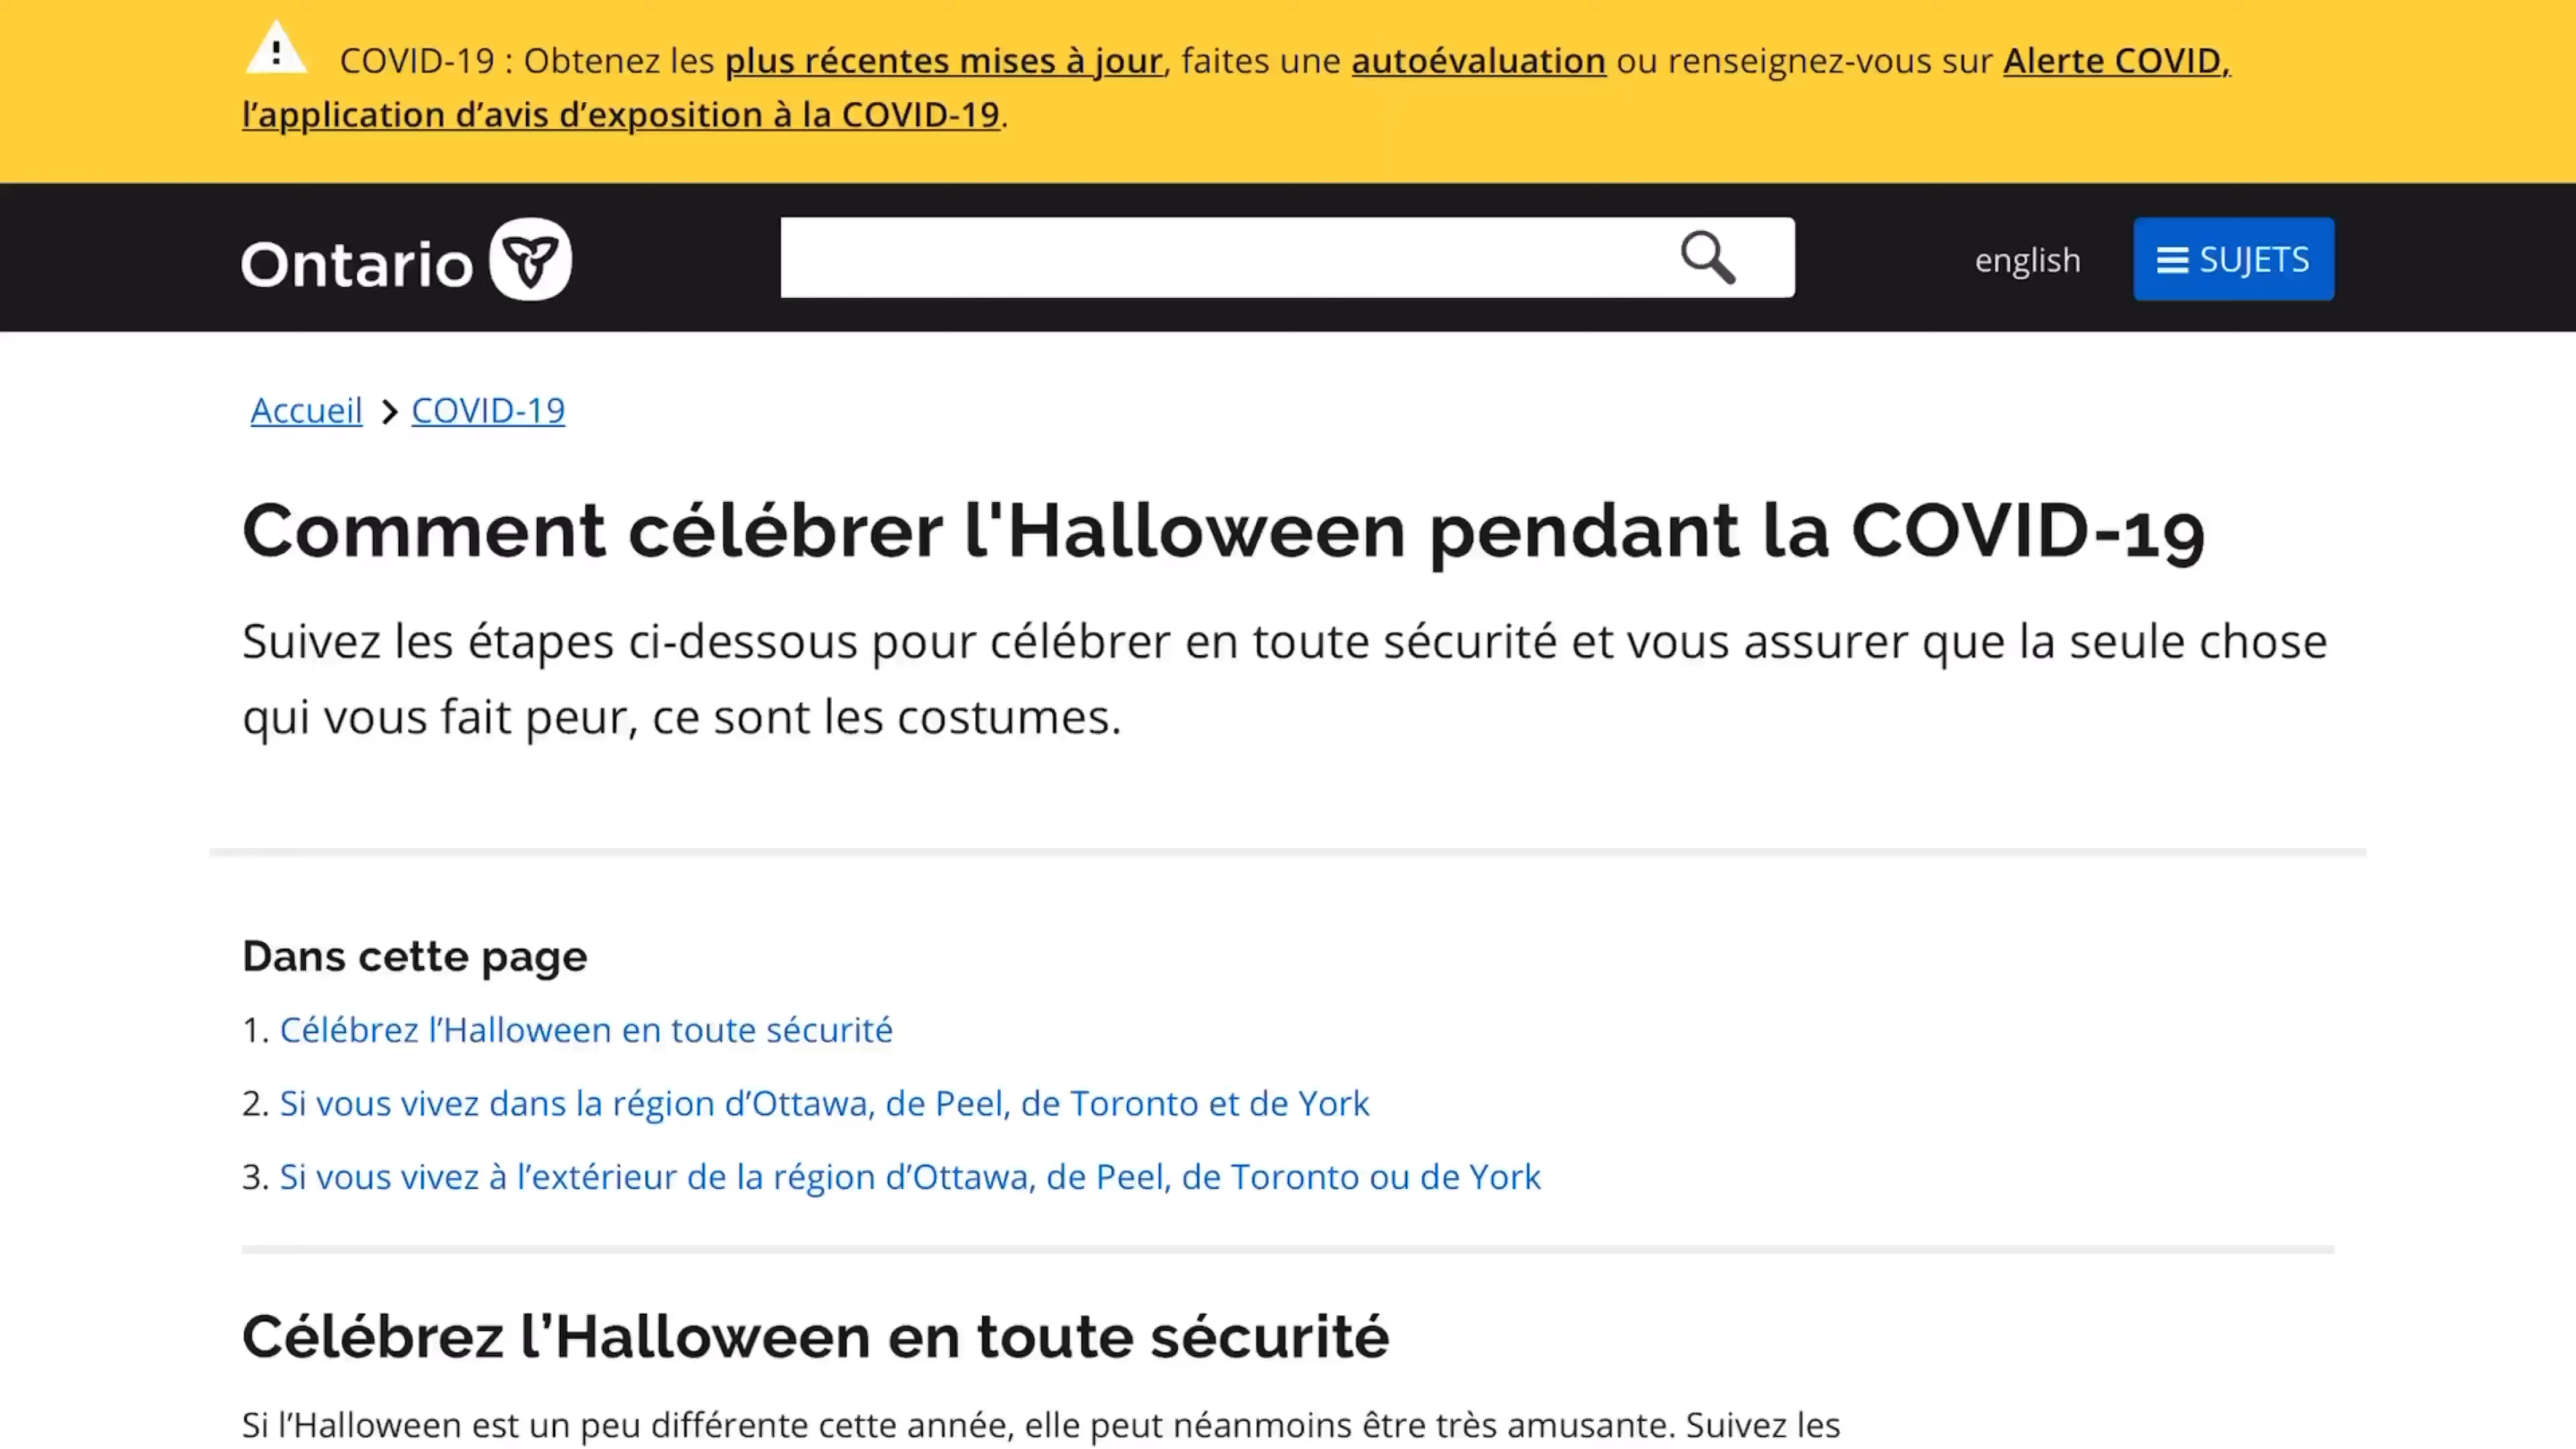 COVID-19 : Obtenez les plus récentes mises à jour, faites une autoévaluation ou renseignez-vous sur Alerte COVID,
l’application d’avis d’exposition à la COVID-19.
Ontario
english
SUJETS
Accueil
COVID-19
Comment célébrer l'Halloween pendant la COVID-19
Suivez les étapes ci-dessous pour célébrer en toute sécurité et vous assurer que la seule chose
qui vous fait peur, ce sont les costumes.
Dans cette page
1. Célébrez l’Halloween en toute sécurité
2. Si vous vivez dans la région d’Ottawa, de Peel, de Toronto et de York
3. Si vous vivez à l’extérieur de la région d’Ottawa, de Peel, de Toronto ou de York
Célébrez l’Halloween en toute sécurité
Si l’Halloween est un peu différente cette année, elle peut néanmoins être très amusante. Suivez les